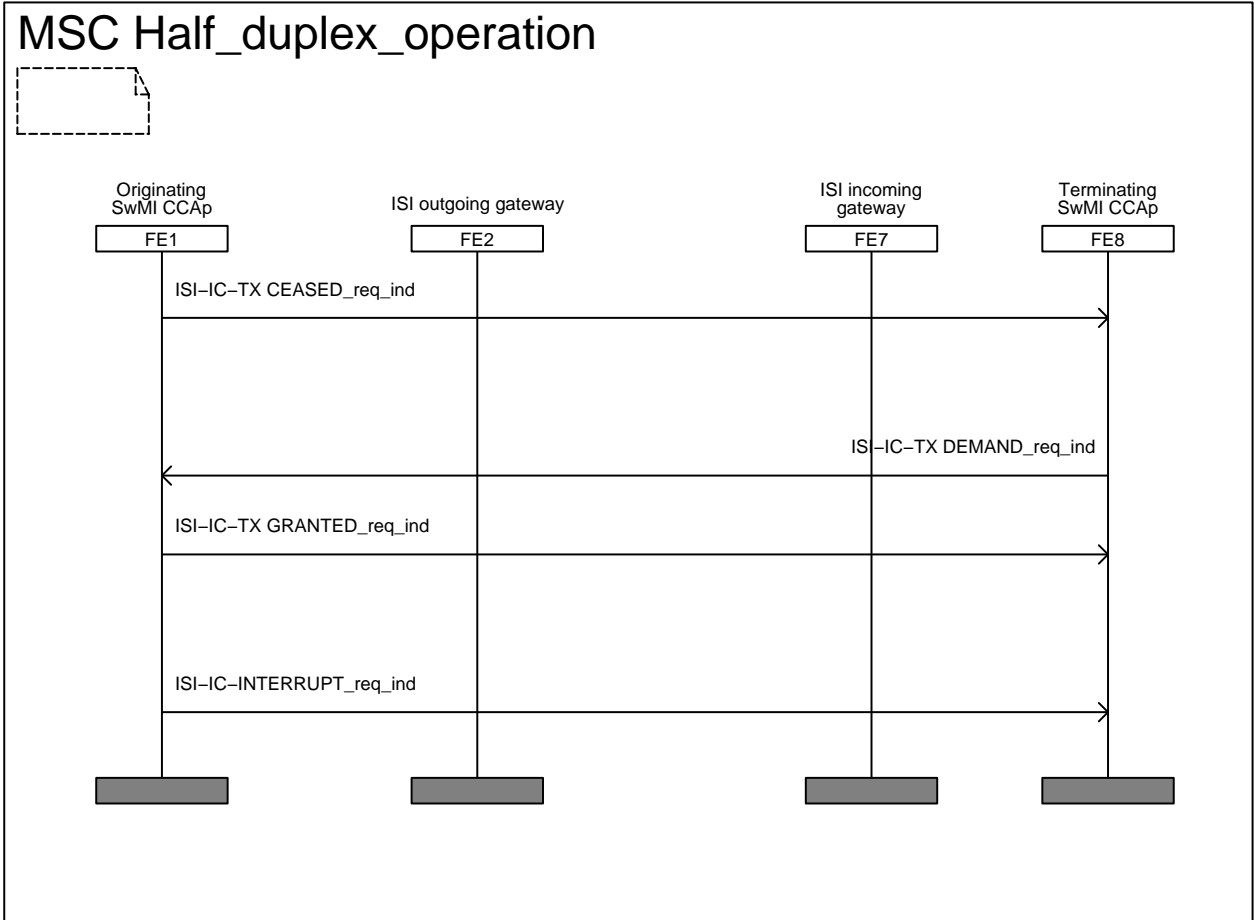 MSC Half_duplex_operation
Originating
SwMI CCAp
ISI outgoing gateway
ISI incoming
gateway
Terminating
SwMI CCAp
FE1
FE2
FE7
FE8
ISI−IC−TX CEASED_req_ind
ISI−IC−TX DEMAND_req_ind
ISI−IC−TX GRANTED_req_ind
ISI−IC−INTERRUPT_req_ind